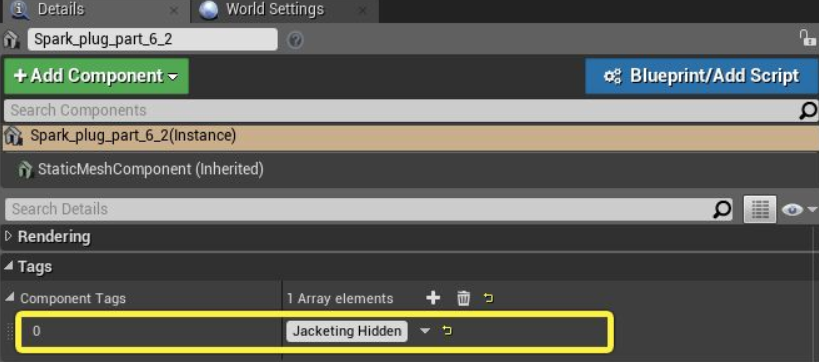 Details
World Settings
Spark_plug_part_6_2
+ Add Component
Blueprint/Add Script
Search Components
Spark_plug_part_6_2(Instance)
StaticMeshComponent (Inherited)
Search Details
Rendering
Tags
Component Tags
1 Array elements
0
Jacketing Hidden